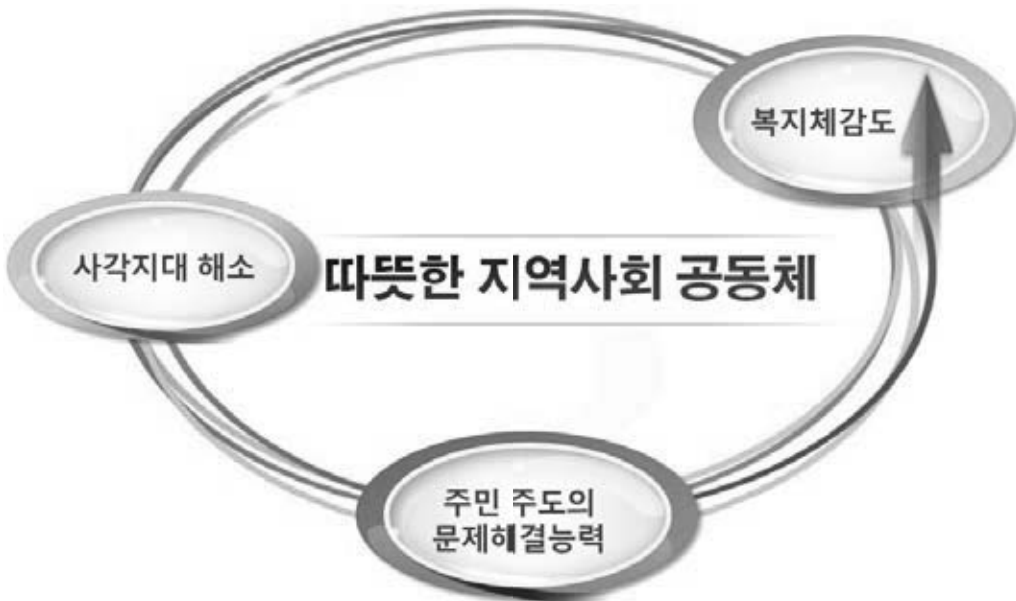 복지체감도
사각지대 해소
따뜻한 지역사회 공동체
주민 주도의
문제해결능력